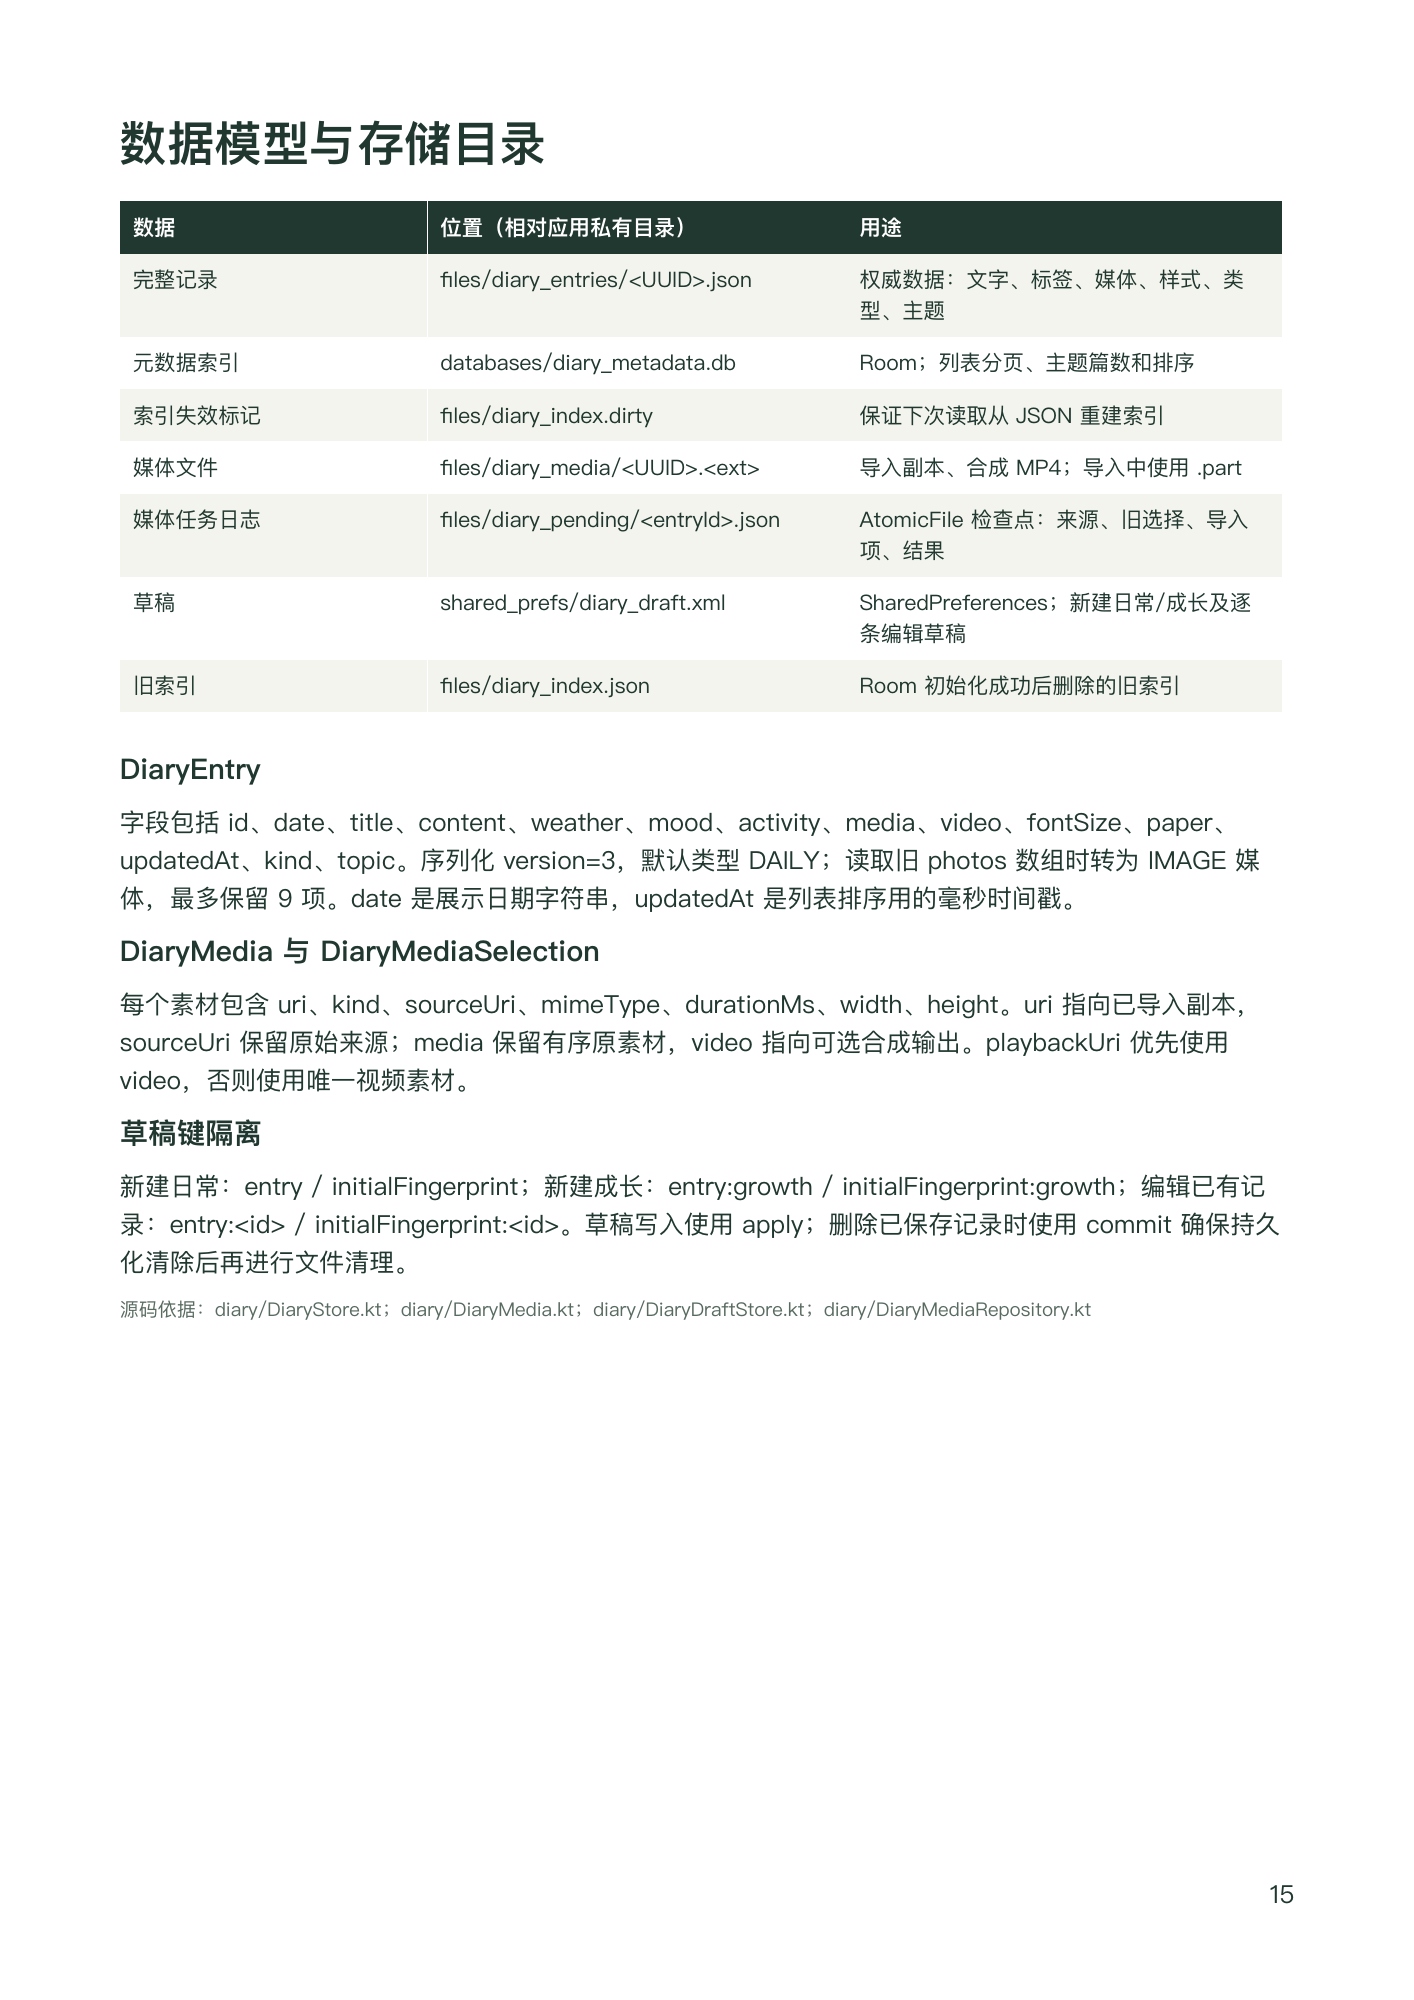 数据模型与存储目录
数据 位置（相对应用私有目录） 用途
完整记录 files/diary_entries/<UUID>.json 权威数据：文字、标签、媒体、样式、类
型、主题
元数据索引 databases/diary_metadata.db Room；列表分页、主题篇数和排序
索引失效标记 files/diary_index.dirty 保证下次读取从 JSON 重建索引
媒体文件 files/diary_media/<UUID>.<ext> 导入副本、合成 MP4；导入中使用 .part
媒体任务日志 files/diary_pending/<entryId>.json AtomicFile 检查点：来源、旧选择、导入
项、结果
草稿 shared_prefs/diary_draft.xml SharedPreferences；新建日常/成长及逐
条编辑草稿
旧索引 files/diary_index.json Room 初始化成功后删除的旧索引
DiaryEntry
字段包括 id、date、title、content、weather、mood、activity、media、video、fontSize、paper、
updatedAt、kind、topic。序列化 version=3，默认类型 DAILY；读取旧 photos 数组时转为 IMAGE 媒
体，最多保留 9 项。date 是展示日期字符串，updatedAt 是列表排序用的毫秒时间戳。
DiaryMedia 与 DiaryMediaSelection
每个素材包含 uri、kind、sourceUri、mimeType、durationMs、width、height。uri 指向已导入副本，
sourceUri 保留原始来源；media 保留有序原素材，video 指向可选合成输出。playbackUri 优先使用
video，否则使用唯一视频素材。
草稿键隔离
新建日常：entry / initialFingerprint；新建成长：entry:growth / initialFingerprint:growth；编辑已有记
录：entry:<id> / initialFingerprint:<id>。草稿写入使用 apply；删除已保存记录时使用 commit 确保持久
化清除后再进行文件清理。
源码依据：diary/DiaryStore.kt；diary/DiaryMedia.kt；diary/DiaryDraftStore.kt；diary/DiaryMediaRepository.kt
15